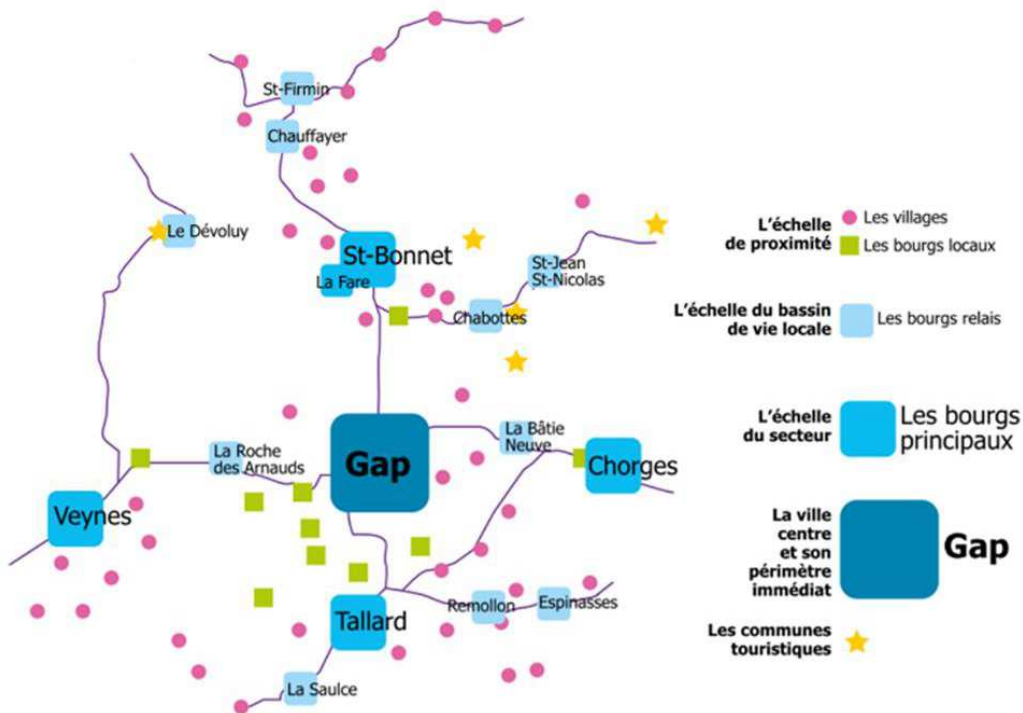 St-Firmin
Chauffayer
Le Dévoluy
St-Bonnet
La Fare
St-Jean
St-Nicolas
Chabottes
La Bâtie
Neuve
La Roche
des Arnauds
Gap
Chorges
Veynes
Tallard
Remollon
Espinasses
La Saulce
L'échelle
de proximité
Les villages
Les bourgs locaux
L'échelle du bassin
de vie locale
Les bourgs relais
L'échelle
du secteur
Les bourgs
principaux
La ville
centre
et son
périmètre
immédiat
Gap
Les communes
touristiques